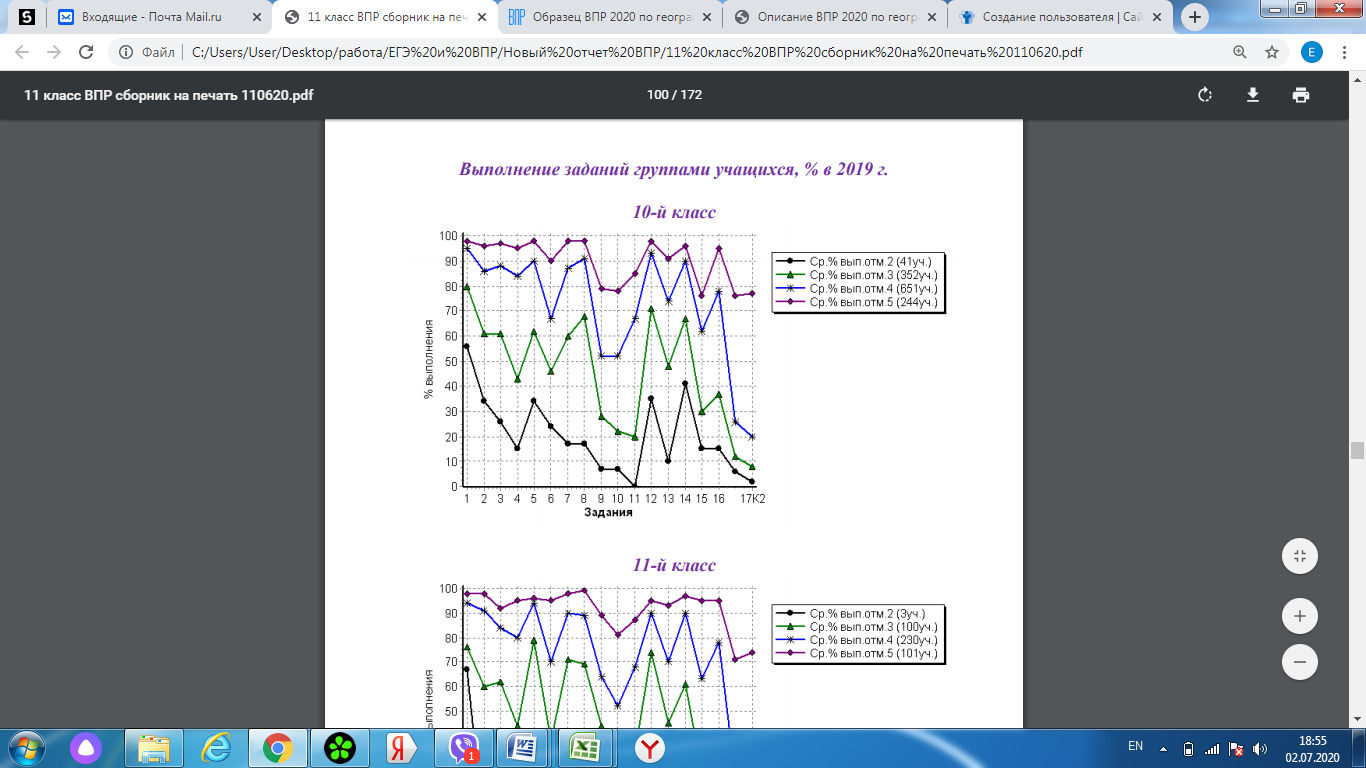 Входящие - Почта Mail.ru
11 класс ВПР сборник на печ
Образец ВПР 2020 по геогра
Описание ВПР 2020 по геогр
Создание пользователя | Сай
Файл
C:/Users/User/Desktop/работа/ЕГЭ%20и%20ВПР/Новый%20отчет%20ВПР/11%20класс%20ВПР%20сборник%20на%20печать%20110620.pdf
E
11 класс ВПР сборник на печать 110620.pdf
100 / 172
Выполнение заданий группами учащихся, % в 2019 г.
10-й класс
100
90
80
70
60
50
40
30
20
10
0
% выполнения
1 2 3 4 5 6 7 8 9 10 11 12 13 14 15 16 17К2
Задания
Ср.% вып.отм.2 (41уч.)
Ср.% вып.отм.3 (352уч.)
Ср.% вып.отм.4 (651уч.)
Ср.% вып.отм.5 (244уч.)
11-й класс
100
90
80
70
60
50
ыполнения
Ср.% вып.отм.2 (3уч.)
Ср.% вып.отм.3 (100уч.)
Ср.% вып.отм.4 (230уч.)
Ср.% вып.отм.5 (101уч.)
1
EN
18:55
02.07.2020